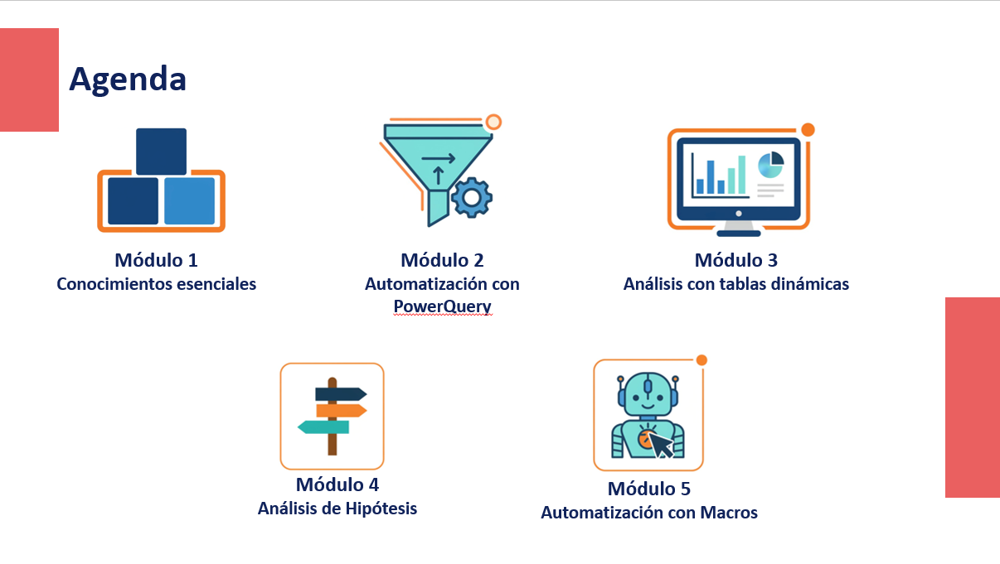 Agenda
Módulo 1
Conocimientos esenciales
Módulo 2
Automatización con
PowerQuery
Módulo 3
Análisis con tablas dinámicas
Módulo 4
Análisis de Hipótesis
Módulo 5
Automatización con Macros